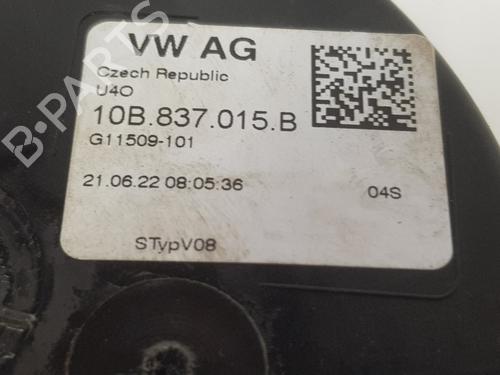 VW AG
Czech Republic
U4O
10B.837.015.B
G11509-101
21.06.22 08:05:36
04S
STypV08
B-PARTS